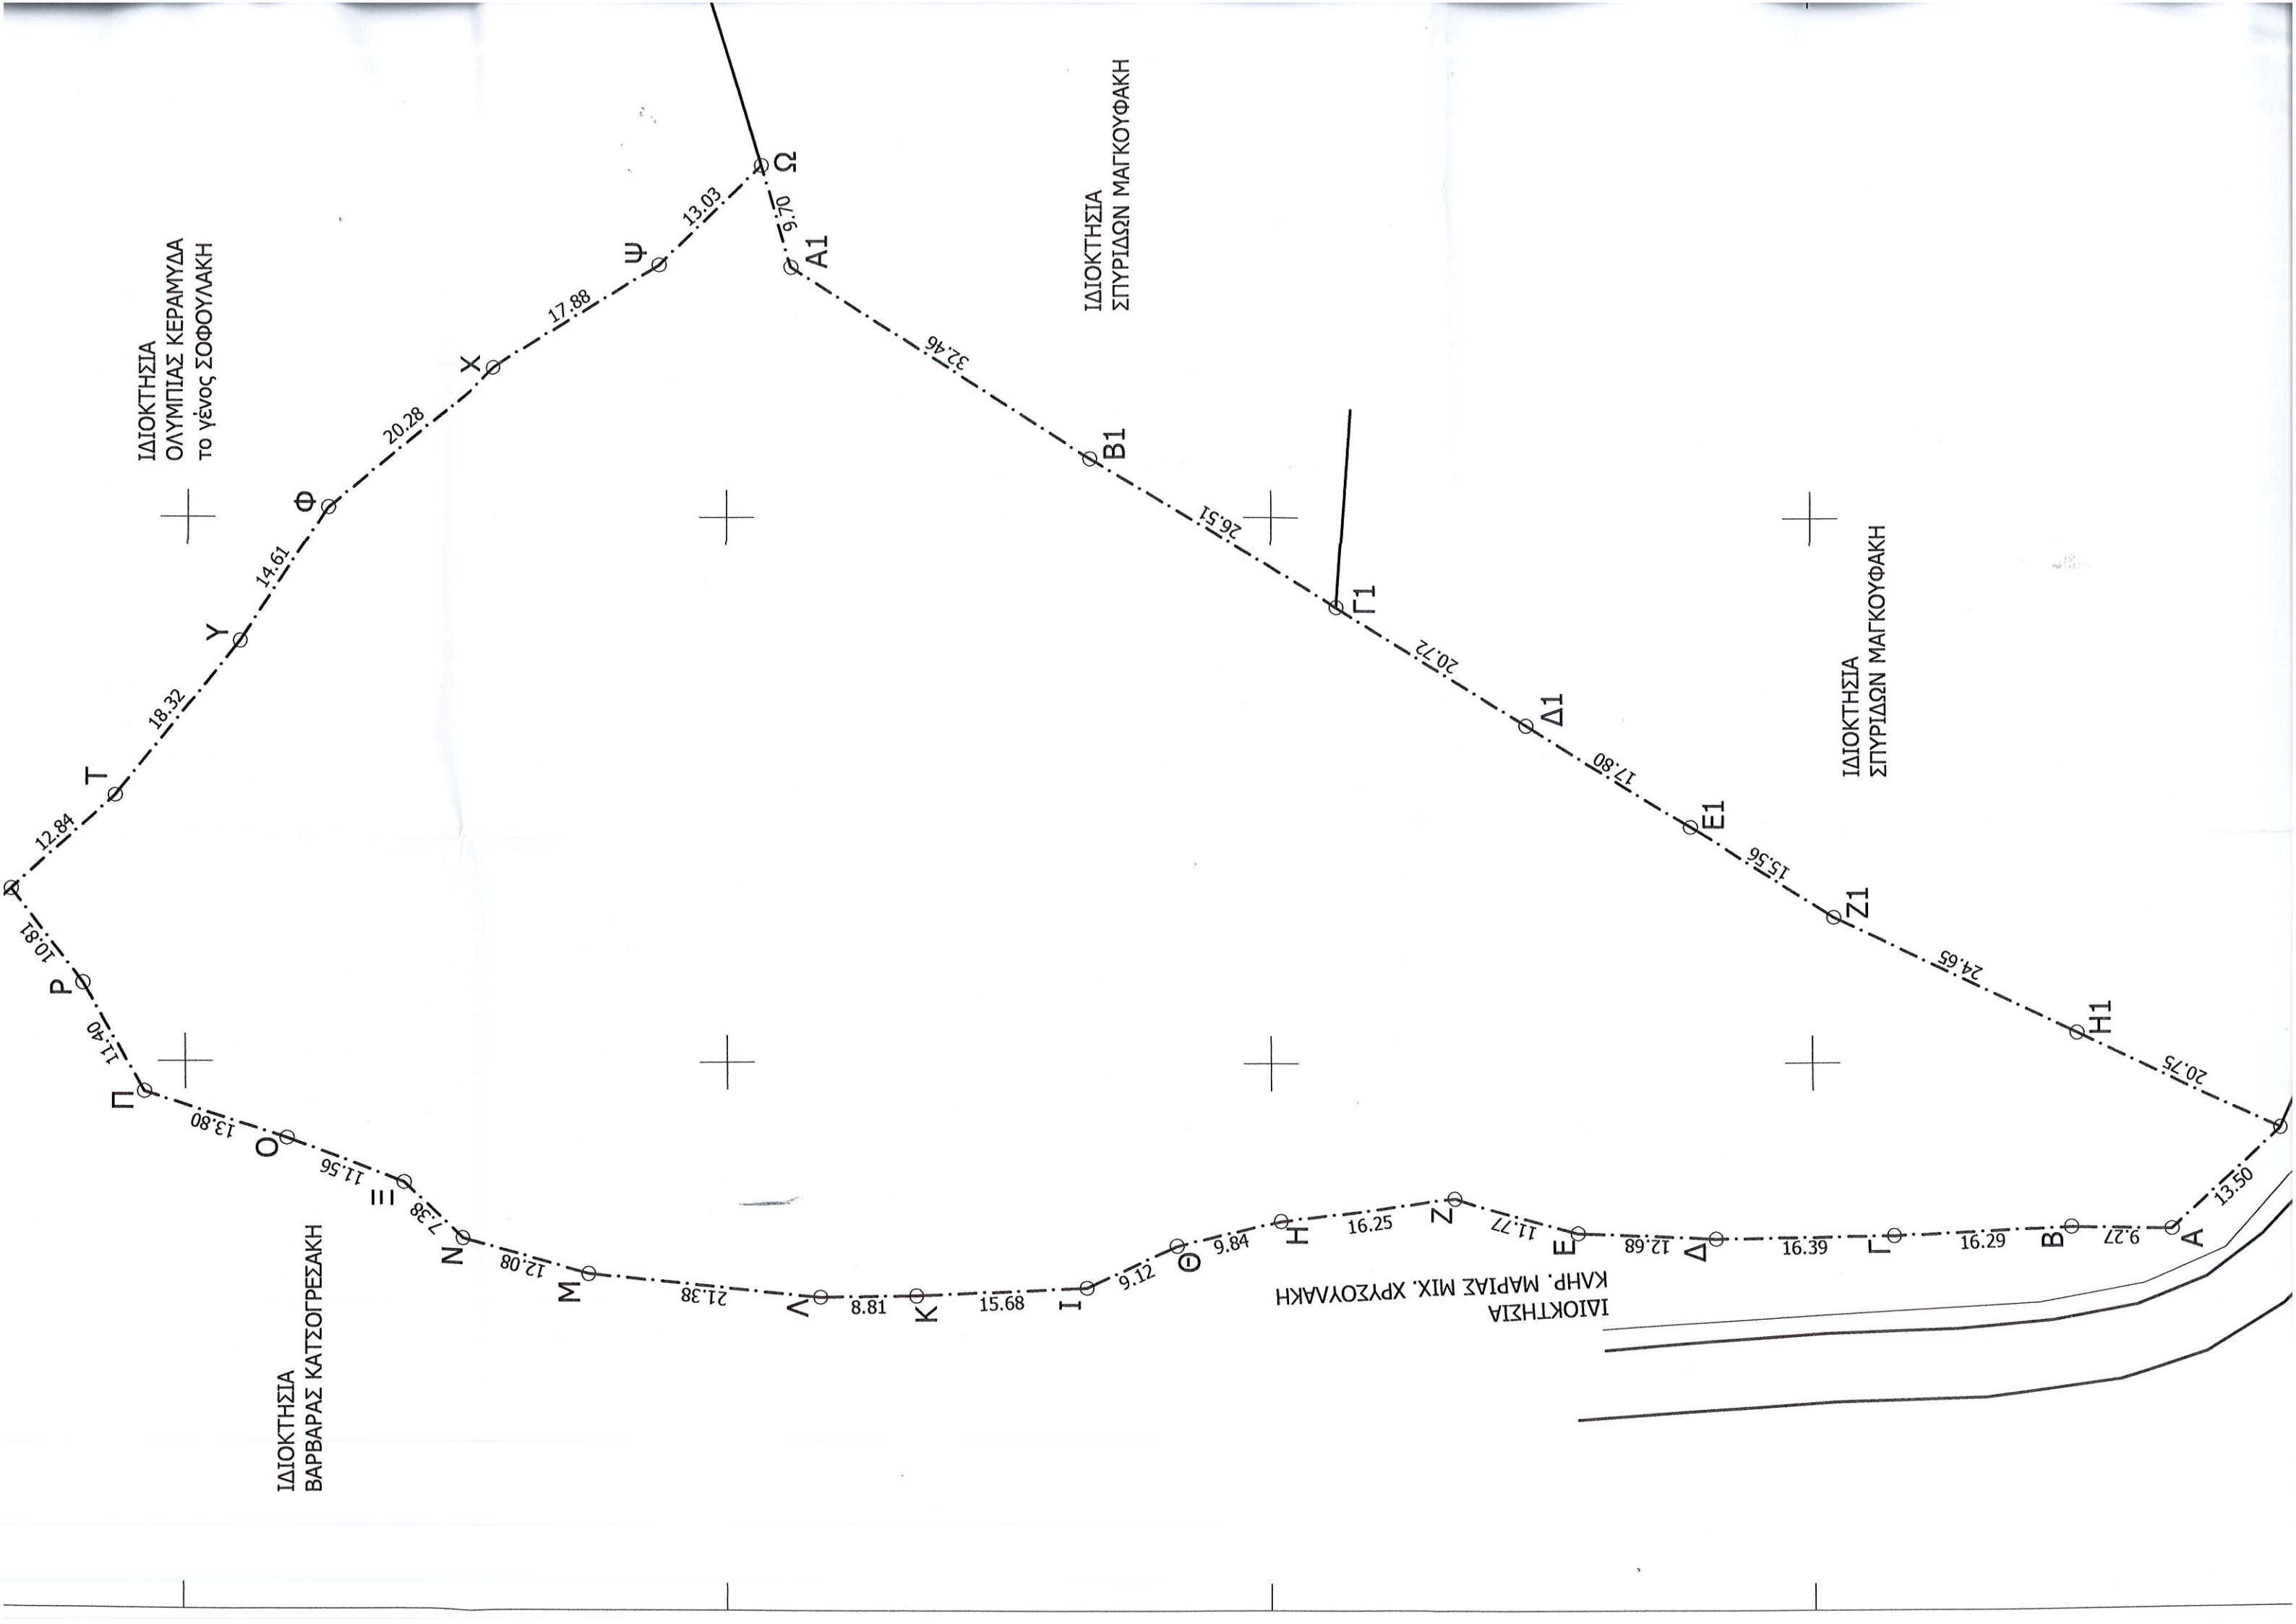 ΙΔΙΟΚΤΗΣΙΑ
ΟΛΥΜΠΙΑΣ ΚΕΡΑΜΥΔΑ
το γένος ΣΟΦΟΥΛΑΚΗ
ΙΔΙΟΚΤΗΣΙΑ
ΣΠΥΡΙΔΩΝ ΜΑΓΚΟΥΦΑΚΗ
ΙΔΙΟΚΤΗΣΙΑ
ΣΠΥΡΙΔΩΝ ΜΑΓΚΟΥΦΑΚΗ
ΙΔΙΟΚΤΗΣΙΑ
ΒΑΡΒΑΡΑΣ ΚΑΤΣΟΓΡΕΣΑΚΗ
ΙΔΙΟΚΤΗΣΙΑ
ΚΛΗΡ. ΜΑΡΙΑΣ ΜΙΧ. ΧΡΥΣΟΥΛΑΚΗ
Α
9.27
Β
16.29
Γ
16.39
Δ
12.68
Ε
11.77
Ζ
16.25
Η
9.84
Θ
9.12
Ι
15.68
Κ
8.81
Λ
21.38
Μ
12.08
Ν
7.38
Ξ
11.56
Ο
13.80
Π
11.40
Ρ
10.81
12.84
Τ
18.32
Υ
14.61
Φ
20.28
Χ
17.88
Ψ
13.03
Ω
9.70
Α1
32.46
Β1
26.51
Γ1
20.72
Δ1
17.80
Ε1
15.56
Ζ1
24.65
Η1
20.75
13.50